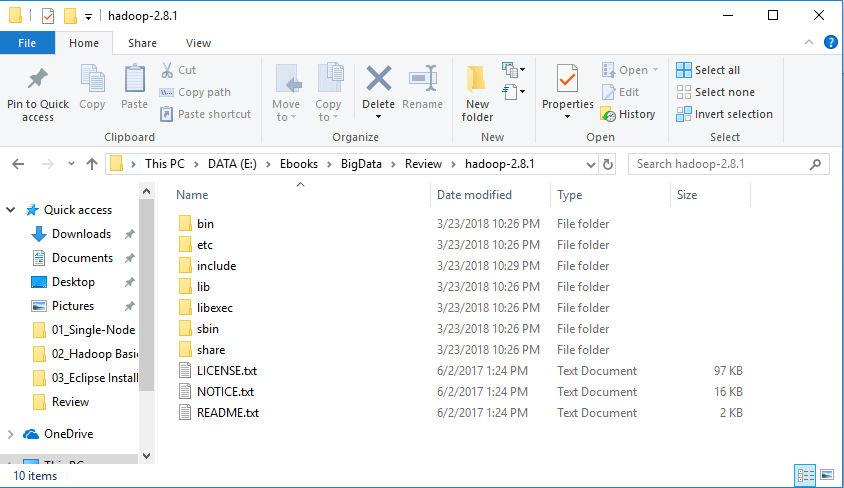 hadoop-2.8.1
File Home Share View
Pin to Quick access
Copy
Paste
Cut
Copy path
Paste shortcut
Clipboard
Move to
Copy to
Delete
Rename
Organize
New folder
New
Properties
Open
Edit
History
Open
Select all
Select none
Invert selection
Select
This PC > DATA (E:) > Ebooks > BigData > Review > hadoop-2.8.1
Search hadoop-2.8.1
Quick access
Downloads
Documents
Desktop
Pictures
01_Single-Node
02_Hadoop Basic
03_Eclipse Install
Review
OneDrive
This PC
Name Date modified Type Size
bin 3/23/2018 10:26 PM File folder
etc 3/23/2018 10:26 PM File folder
include 3/23/2018 10:29 PM File folder
lib 3/23/2018 10:26 PM File folder
libexec 3/23/2018 10:26 PM File folder
sbin 3/23/2018 10:26 PM File folder
share 3/23/2018 10:26 PM File folder
LICENSE.txt 6/2/2017 1:24 PM Text Document 97 KB
NOTICE.txt 6/2/2017 1:24 PM Text Document 16 KB
README.txt 6/2/2017 1:24 PM Text Document 2 KB
10 items